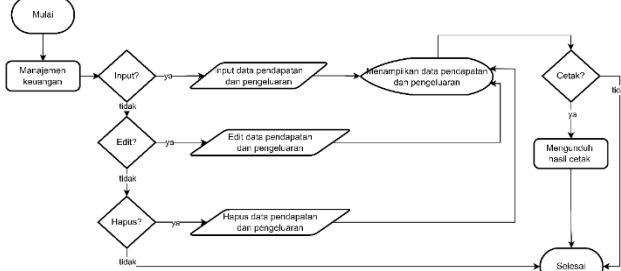 Mulai
Manajemen
keuangan
Input?
ya
Input data pendapatan
dan pengeluaran
Menampilkan data pendapatan
dan pengeluaran
Cetak?
tid
tidak
ya
Edit?
ya
Edit data pendapatan
dan pengeluaran
Mengunduh
hasil cetak
tidak
Hapus?
ya
Hapus data pendapatan
dan pengeluaran
tidak
Selesai